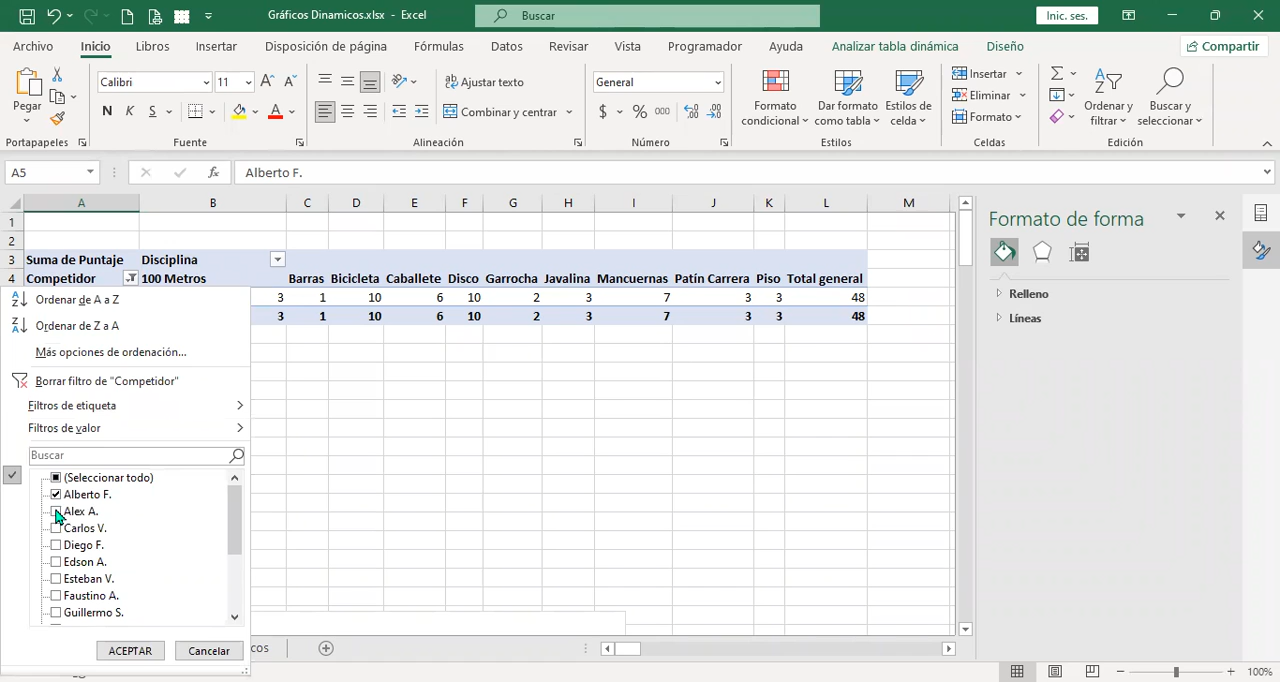 Gráficos Dinamicos.xlsx - Excel
Buscar
Inic. ses.
Archivo Inicio Libros Insertar Disposición de página Fórmulas Datos Revisar Vista Programador Ayuda Analizar tabla dinámica Diseño Compartir
Pegar
Portapapeles
Calibri 11
N K S
Fuente
Ajustar texto
Combinar y centrar
Alineación
General
$ % 000
Número
Formato condicional
Dar formato como tabla
Estilos de celda
Estilos
Insertar
Eliminar
Formato
Celdas
Ordenar y filtrar
Buscar y seleccionar
Edición
A5 fx Alberto F.
A B C D E F G H I J K L M
1
2
3 Suma de Puntaje Disciplina
4 Competidor 100 Metros Barras Bicicleta Caballete Disco Garrocha Javalina Mancuernas Patín Carrera Piso Total general
3 1 10 6 10 2 3 7 3 3 48
3 1 10 6 10 2 3 7 3 3 48
Ordenar de A a Z
Ordenar de Z a A
Más opciones de ordenación...
Borrar filtro de "Competidor"
Filtros de etiqueta
Filtros de valor
Buscar
(Seleccionar todo)
Alberto F.
Alex A.
Carlos V.
Diego F.
Edson A.
Esteban V.
Faustino A.
Guillermo S.
ACEPTAR Cancelar
cos
Formato de forma
Relleno
Líneas
100%